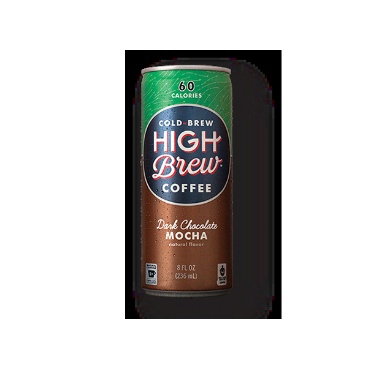 60
CALORIES
COLD-BREW
HIGH
Brew
COFFEE
Dark Chocolate
MOCHA
natural flavor
8 FL OZ
(236 mL)